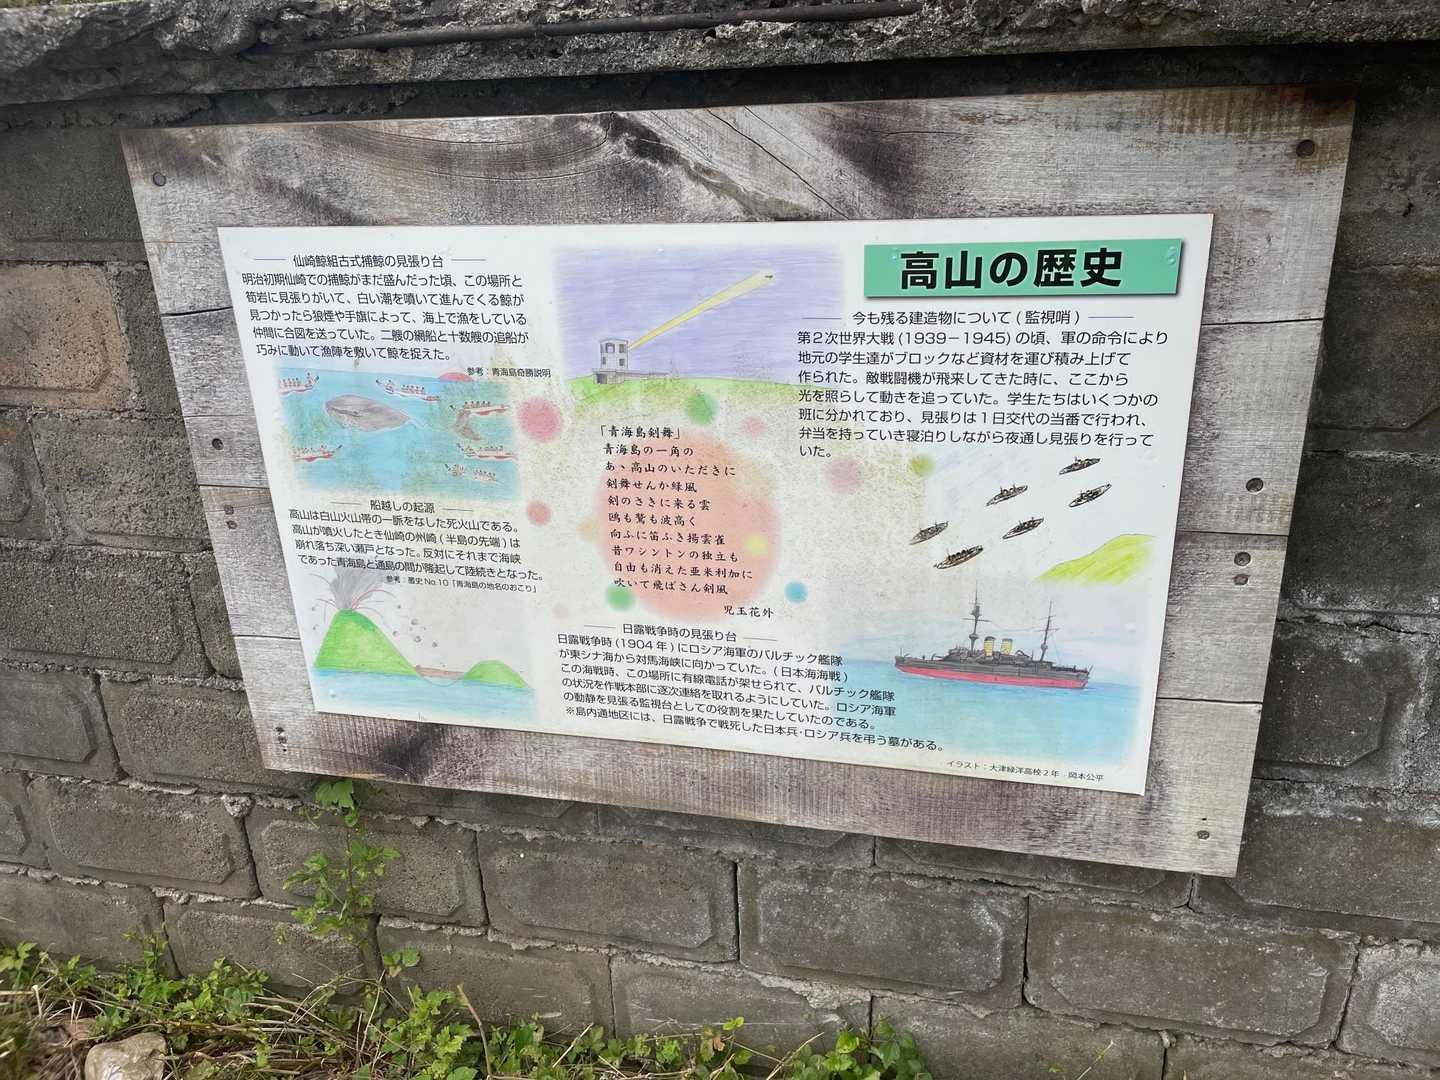 高山の歴史
仙崎鯨組古式捕鯨の見張り台
明治初期仙崎での捕鯨がまだ盛んだった頃、この場所と
筍岩に見張りがいて、白い潮を噴いて進んでくる鯨が
見つかったら狼煙や手旗によって、海上で漁をしている
仲間に合図を送っていた。二艘の網船と十数艘の追船が
巧みに動いて漁陣を敷いて鯨を捉えた。
参考：青海島奇勝説明
船越しの起源
高山は白山火山帯の一脈をなした死火山である。
高山が噴火したとき仙崎の州崎(半島の先端)は
崩れ落ち深い瀬戸となった。反対にそれまで海峡
であった青海島と通島の間が隆起して陸続きとなった。
参考：叢史No.10「青海島の地名のおこり」
「青海島剣舞」
青海島の一角の
あゝ高山のいただきに
剣舞せんか緑風
剣のさきに来る雲
鴎も鷲も波高く
向ふに笛ふき揚雲雀
昔ワシントンの独立も
自由も消えた亜米利加に
吹いて飛ばさん剣風
児玉花外
日露戦争時の見張り台
日露戦争時(1904年)にロシア海軍のバルチック艦隊
が東シナ海から対馬海峡に向かっていた。(日本海海戦)
この海戦時、この場所に有線電話が架せられて、バルチック艦隊
の状況を作戦本部に逐次連絡を取れるようにしていた。ロシア海軍
の動静を見張る監視台としての役割を果たしていたのである。
※島内通地区には、日露戦争で戦死した日本兵・ロシア兵を弔う墓がある。
今も残る建造物について(監視哨)
第2次世界大戦(1939－1945)の頃、軍の命令により
地元の学生達がブロックなど資材を運び積み上げて
作られた。敵戦闘機が飛来してきた時に、ここから
光を照らして動きを追っていた。学生たちはいくつかの
班に分かれており、見張りは1日交代の当番で行われ、
弁当を持っていき寝泊りしながら夜通し見張りを行って
いた。
イラスト：大津緑洋高校2年　岡本公平